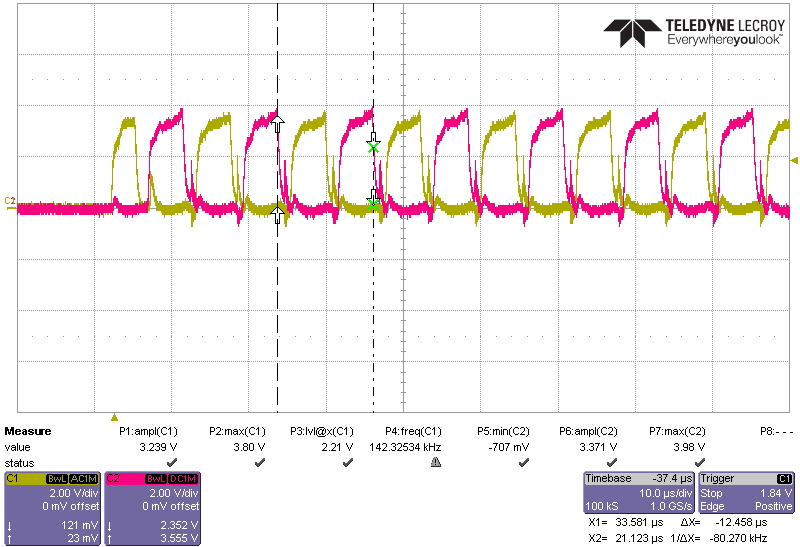 TELEDYNE LECROY
Everywhereyoulook™
C2
Measure P1:ampl(C1) P2:max(C1) P3:lvl@x(C1) P4:freq(C1) P5:min(C2) P6:ampl(C2) P7:max(C2) P8:- - -
value 3.239 V 3.80 V 2.21 V 142.32534 kHz -707 mV 3.371 V 3.98 V
status
C1 BwL AC1M C2 BwL DC1M Timebase -37.4 µs Trigger C1
2.00 V/div 2.00 V/div 10.0 µs/div Stop 1.84 V
0 mV offset 0 mV offset 100 kS 1.0 GS/s Edge Positive
↓ 121 mV ↓ 2.352 V X1= 33.581 µs ΔX= -12.458 µs
↑ 23 mV ↑ 3.555 V X2= 21.123 µs 1/ΔX= -80.270 kHz